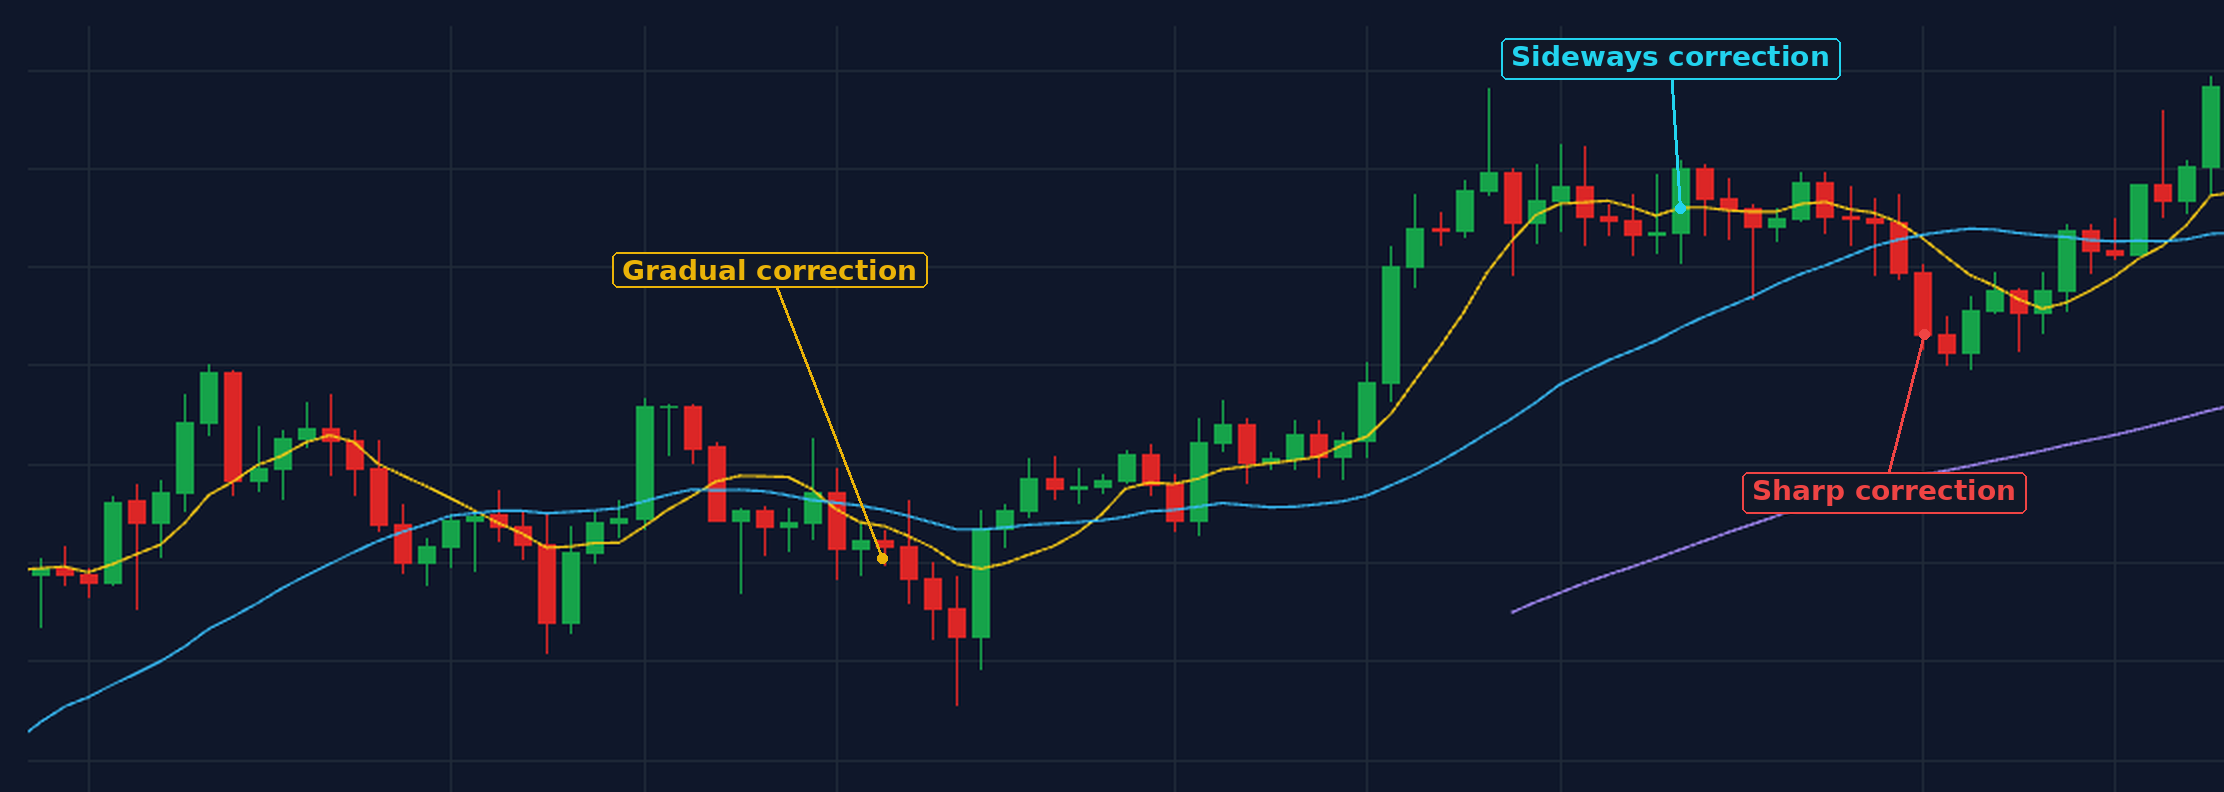 Sideways correction
Gradual correction
Sharp correction